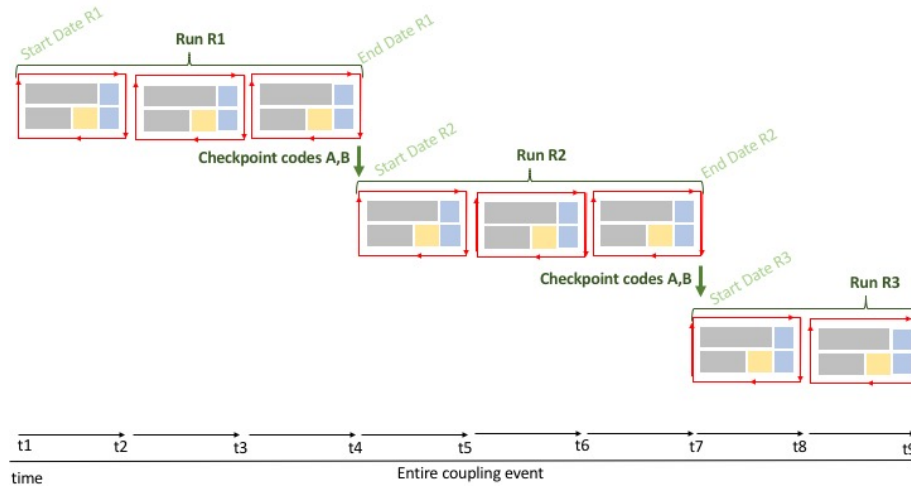 Start Date R1
Run R1
End Date R1
Checkpoint codes A,B
Start Date R2
Run R2
End Date R2
Checkpoint codes A,B
Start Date R3
Run R3
t1
t2
t3
t4
t5
t6
t7
t8
t9
time
Entire coupling event